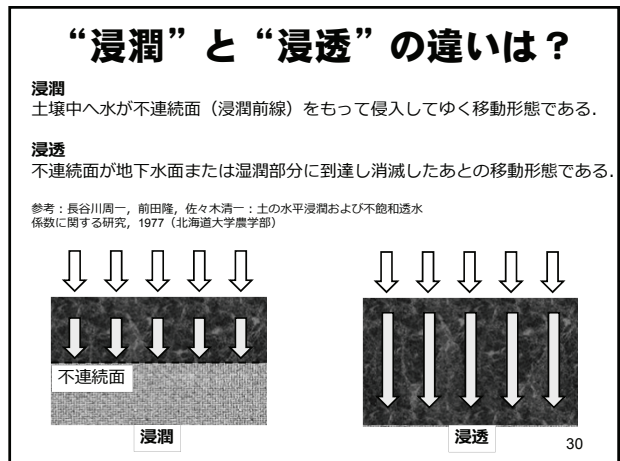 “浸潤”と“浸透”の違いは？
浸潤
土壌中へ水が不連続面（浸潤前線）をもって侵入してゆく移動形態である．
浸透
不連続面が地下水面または湿潤部分に到達し消滅したあとの移動形態である．
参考：長谷川周一，前田隆，佐々木清一：土の水平浸潤および不飽和透水
係数に関する研究，1977（北海道大学農学部）
不連続面
浸潤
浸透
30